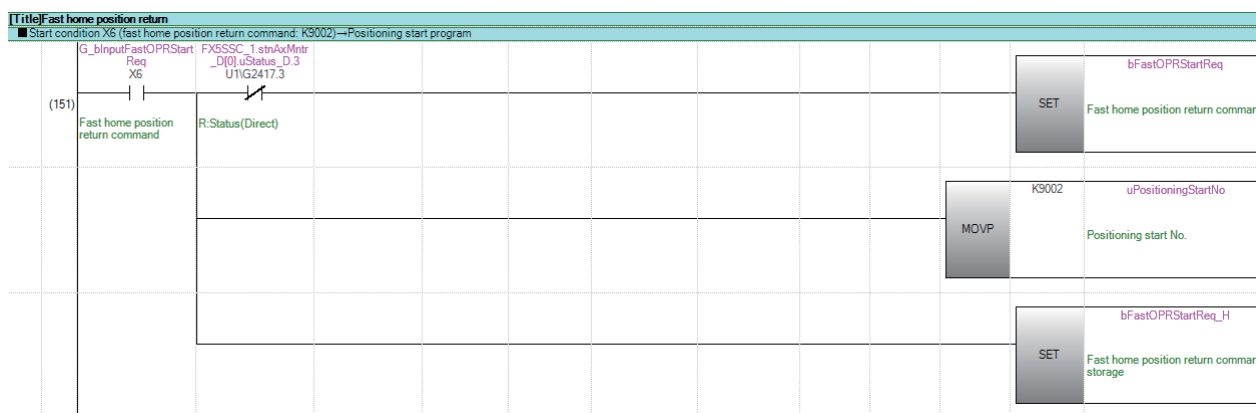 [Title]Fast home position return
■Start condition X6 (fast home position return command: K9002)→Positioning start program
G_bInputFastOPRStart
Req
X6
FX5SSC_1.stnAxMntr
_D[0].uStatus_D.3
U1\G2417.3
bFastOPRStartReq
(151)
SET
Fast home position
return command
R:Status(Direct)
Fast home position return comman
K9002
uPositioningStartNo
MOVP
Positioning start No.
bFastOPRStartReq_H
SET
Fast home position return comman
storage